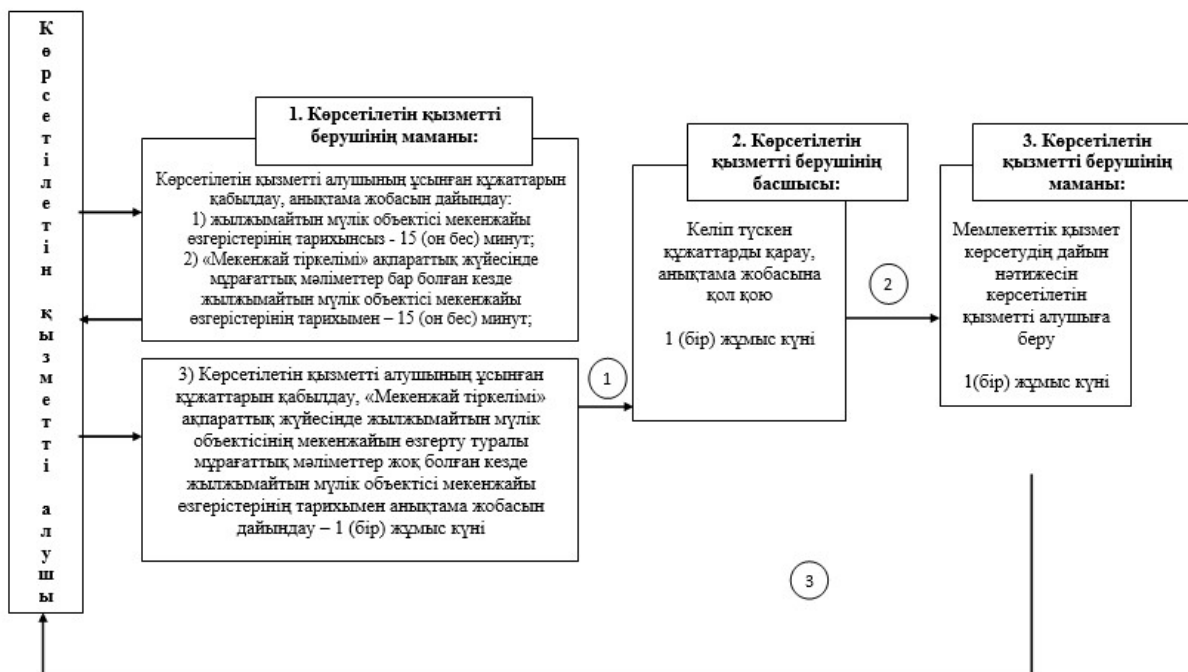 Көрсетілетін қызметті алушы
1. Көрсетілетін қызметті
берушінің маманы:
Көрсетілетін қызметті алушының ұсынған құжаттарын
қабылдау, анықтама жобасын дайындау:
1) жылжымайтын мүлік объектісі мекенжайы
өзгерістерінің тарихынсыз - 15 (он бес) минут;
2) «Мекенжай тіркелімі» ақпараттық жүйесінде
мұрағаттық мәліметтер бар болған кезде
жылжымайтын мүлік объектісі мекенжайы
өзгерістерінің тарихымен – 15 (он бес) минут;
3) Көрсетілетін қызметті алушының ұсынған
құжаттарын қабылдау, «Мекенжай тіркелімі»
ақпараттық жүйесінде жылжымайтын мүлік
объектісінің мекенжайын өзгерту туралы
мұрағаттық мәліметтер жоқ болған кезде
жылжымайтын мүлік объектісі мекенжайы
өзгерістерінің тарихымен анықтама жобасын
дайындау – 1 (бір) жұмыс күні
1
2. Көрсетілетін
қызметті берушінің
басшысы:
Келіп түскен
құжаттарды қарау,
анықтама жобасына
қол қою
1 (бір) жұмыс күні
2
3. Көрсетілетін
қызметті берушінің
маманы:
Мемлекеттік қызмет
көрсетудің дайын
нәтижесін
көрсетілетін
қызметті алушыға
беру
1(бір) жұмыс күні
3